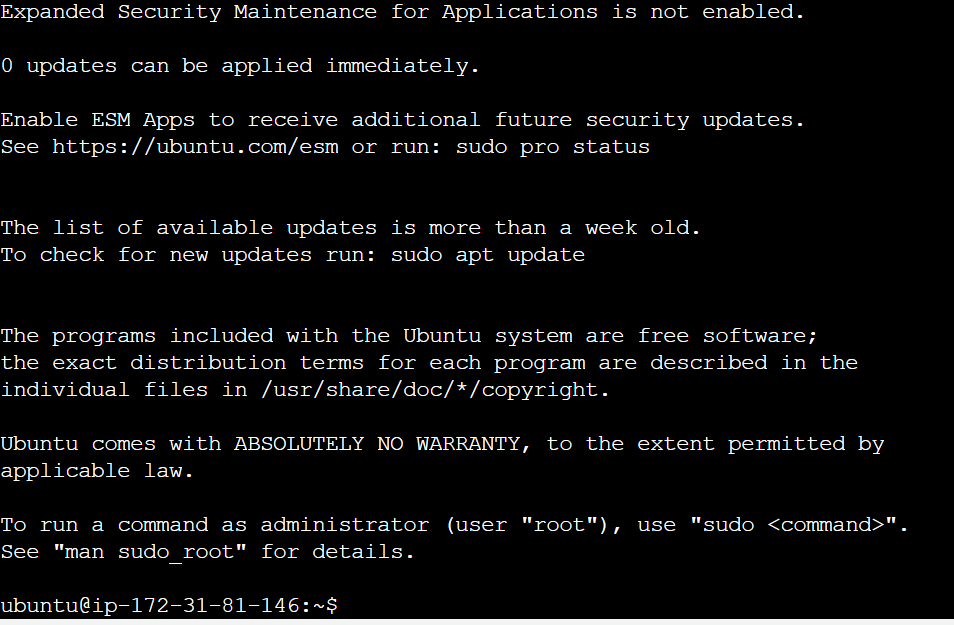 Expanded Security Maintenance for Applications is not enabled.
0 updates can be applied immediately.
Enable ESM Apps to receive additional future security updates.
See https://ubuntu.com/esm or run: sudo pro status
The list of available updates is more than a week old.
To check for new updates run: sudo apt update
The programs included with the Ubuntu system are free software;
the exact distribution terms for each program are described in the
individual files in /usr/share/doc/*/copyright.
Ubuntu comes with ABSOLUTELY NO WARRANTY, to the extent permitted by
applicable law.
To run a command as administrator (user "root"), use "sudo <command>".
See "man sudo_root" for details.
ubuntu@ip-172-31-81-146:~$